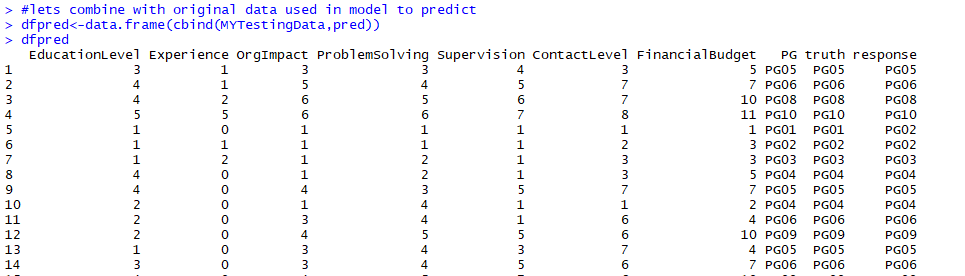 > #lets combine with original data used in model to predict
> dfpred<-data.frame(cbind(MYTestingData,pred))
> dfpred
EducationLevel Experience OrgImpact ProblemSolving Supervision ContactLevel FinancialBudget PG truth response
1 3 1 3 3 4 3 5 PG05 PG05 PG05
2 4 1 5 4 5 7 7 PG06 PG06 PG06
3 4 2 6 5 6 7 10 PG08 PG08 PG08
4 5 5 6 6 7 8 11 PG10 PG10 PG10
5 1 0 1 1 1 1 1 PG01 PG01 PG02
6 1 1 1 1 1 2 3 PG02 PG02 PG02
7 1 2 1 2 1 3 3 PG03 PG03 PG03
8 4 0 1 2 1 3 5 PG04 PG04 PG04
9 4 0 4 3 5 7 7 PG05 PG05 PG05
10 2 0 1 4 1 1 2 PG04 PG04 PG04
11 2 0 3 4 1 6 4 PG06 PG06 PG06
12 2 0 4 5 5 6 10 PG09 PG09 PG09
13 1 0 3 4 3 7 4 PG05 PG05 PG05
14 3 0 3 4 5 6 7 PG06 PG06 PG06